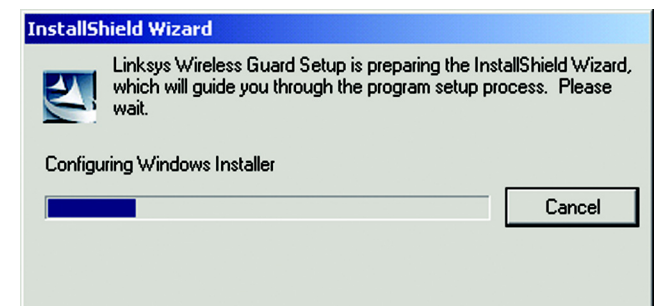 InstallShield Wizard
Linksys Wireless Guard Setup is preparing the InstallShield Wizard,
which will guide you through the program setup process.  Please
wait.
Configuring Windows Installer
Cancel